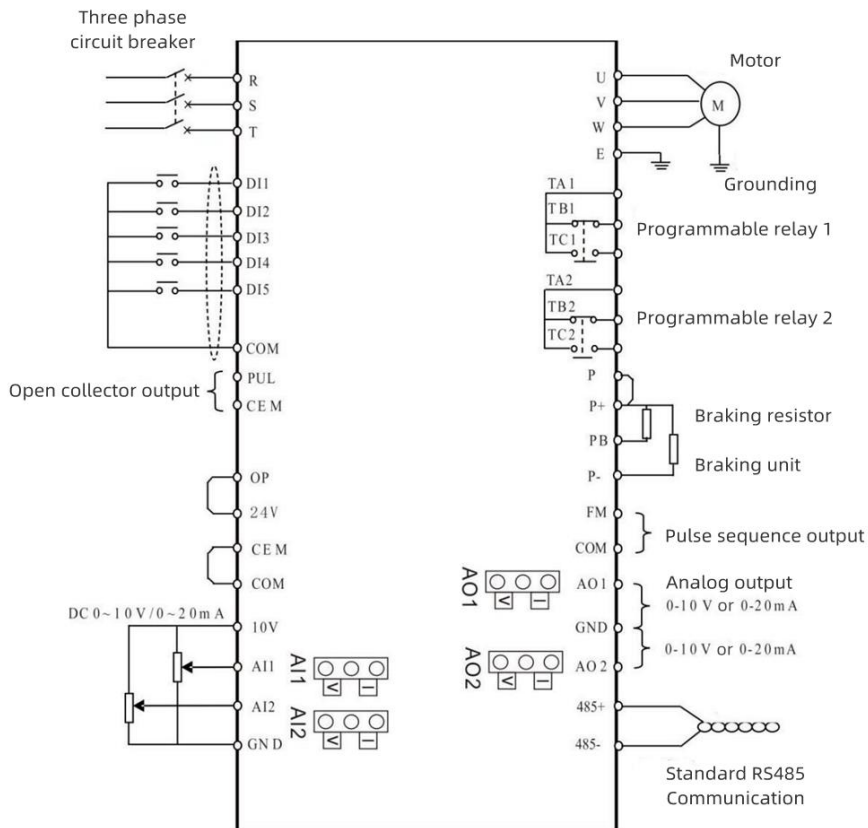 Three phase
circuit breaker
R
S
T
DI1
DI2
DI3
DI4
DI5
COM
PUL
Open collector output
CEM
OP
24V
CEM
COM
DC 0~10V/0~20mA
10V
AI1
AI2
GND
AI1
V I
AI2
V I
Motor
U
V
M
W
E
Grounding
TA1
TB1
Programmable relay 1
TC1
TA2
TB2
Programmable relay 2
TC2
P
P+
Braking resistor
PB
Braking unit
P-
FM
Pulse sequence output
COM
AO1
V I
AO1
Analog output
0-10 V or 0-20mA
GND
0-10 V or 0-20mA
AO2
V I
AO2
485+
485-
Standard RS485
Communication